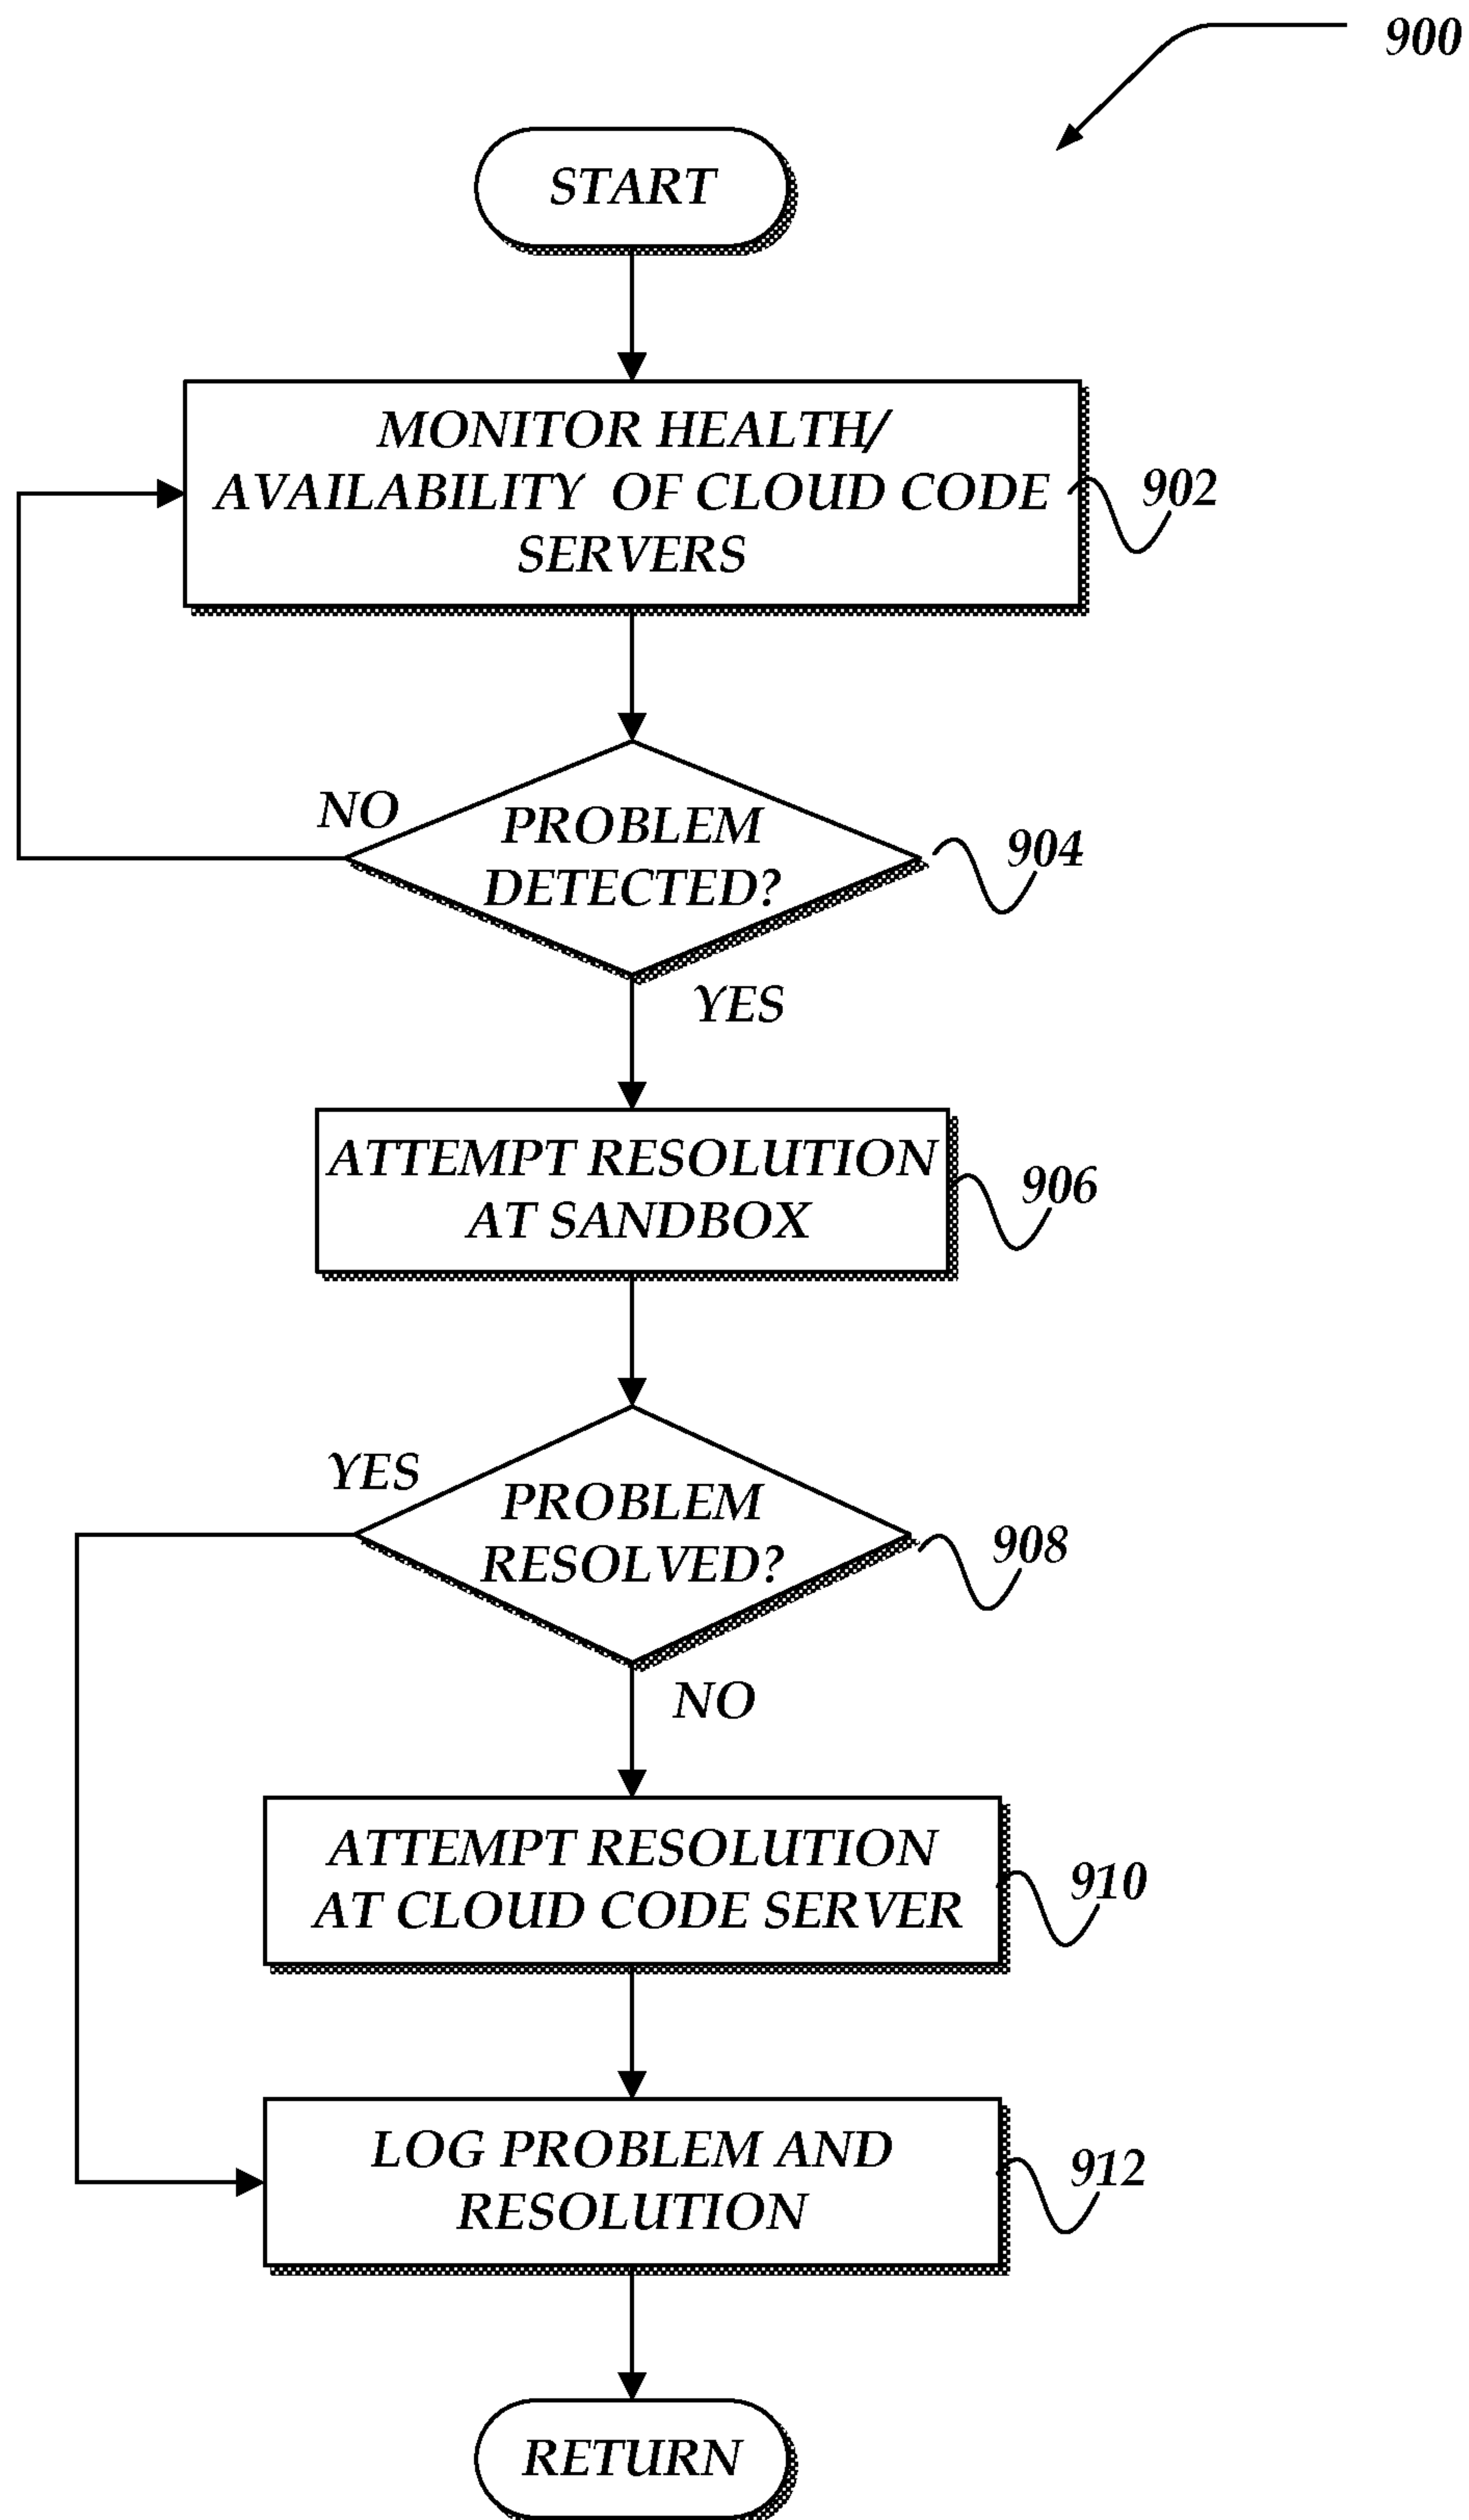 900
START
MONITOR HEALTH/
AVAILABILITY OF CLOUD CODE
SERVERS
902
NO
PROBLEM
DETECTED?
904
YES
ATTEMPT RESOLUTION
AT SANDBOX
906
YES
PROBLEM
RESOLVED?
908
NO
ATTEMPT RESOLUTION
AT CLOUD CODE SERVER
910
LOG PROBLEM AND
RESOLUTION
912
RETURN